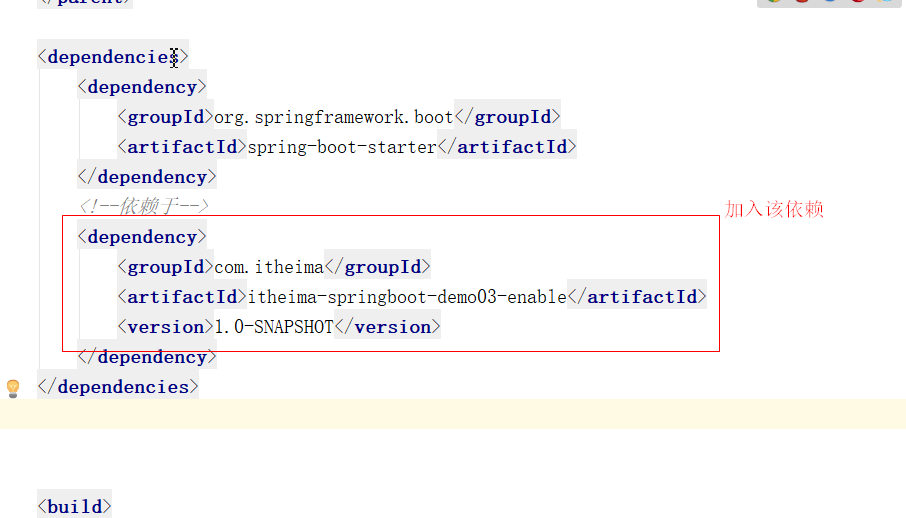 </parent>
<dependencies>
<dependency>
<groupId>org.springframework.boot</groupId>
<artifactId>spring-boot-starter</artifactId>
</dependency>
<!--依赖于-->
加入该依赖
<dependency>
<groupId>com.itheima</groupId>
<artifactId>itheima-springboot-demo03-enable</artifactId>
<version>1.0-SNAPSHOT</version>
</dependency>
</dependencies>
<build>